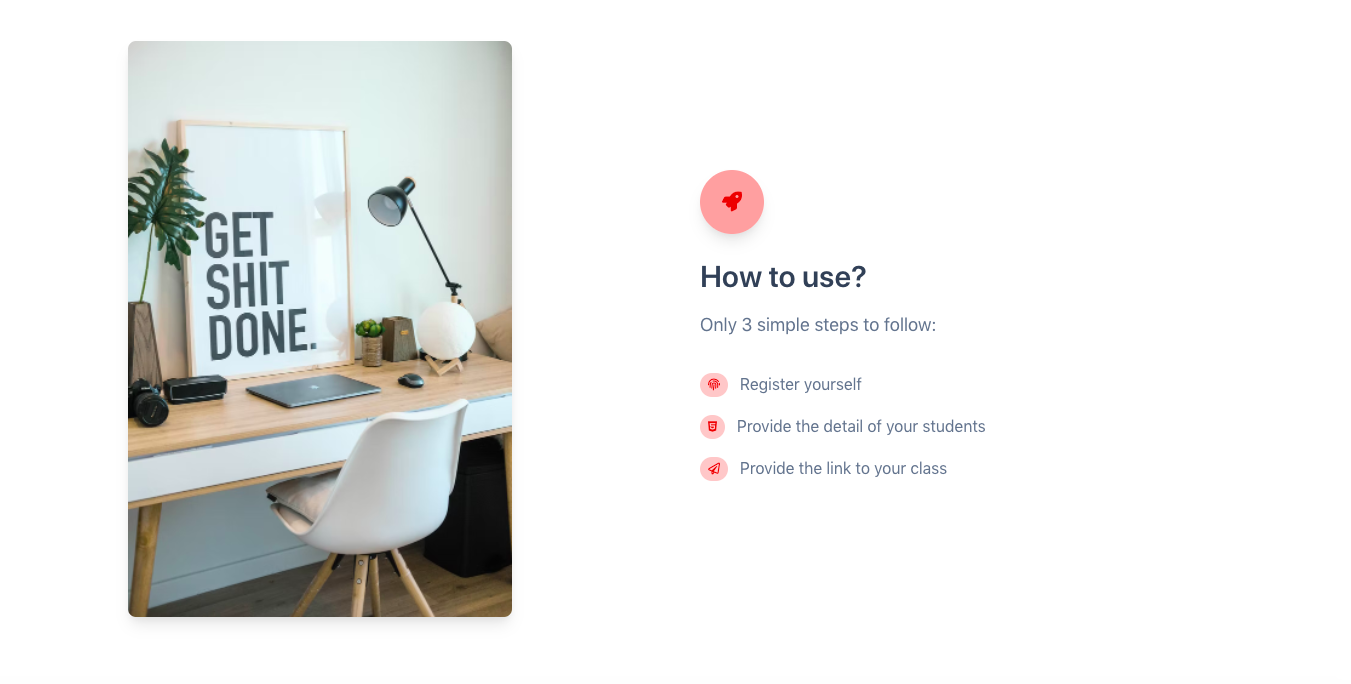 GET
SHIT
DONE.
How to use?
Only 3 simple steps to follow:
Register yourself
Provide the detail of your students
Provide the link to your class